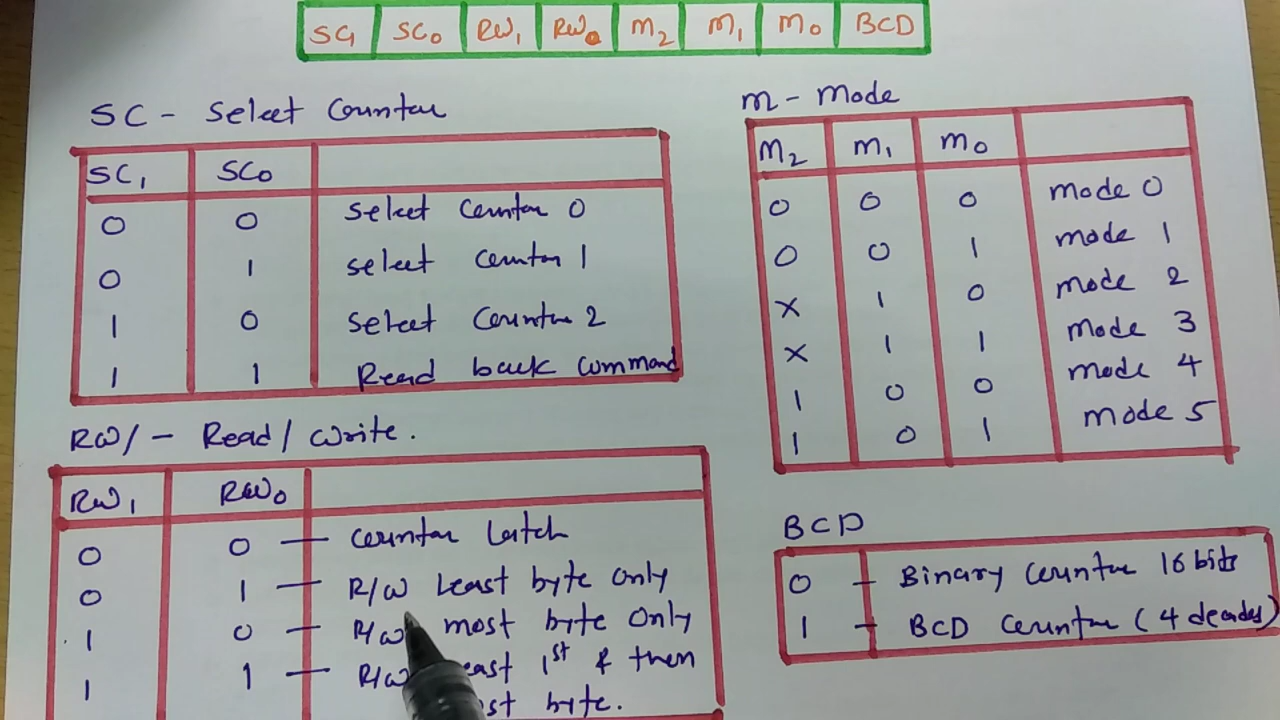 SC1 SC0 RW1 RW0 M2 M1 M0 BCD
SC - Select Counter
SC1 SC0
0 0 Select Counter 0
0 1 Select Counter 1
1 0 Select Counter 2
1 1 Read back Command
RW/ - Read/Write.
RW1 RW0
0 0 — Counter Latch
0 1 — R/W Least byte Only
1 0 — R/W most byte Only
1 1 — R/W 1st & then
byte.
M - Mode
M2 M1 M0
0 0 0 Mode 0
0 0 1 Mode 1
X 1 0 Mode 2
X 1 1 Mode 3
1 0 0 Mode 4
1 0 1 Mode 5
BCD
0 - Binary Counter 16 bits
1 - BCD Counter (4 decades)